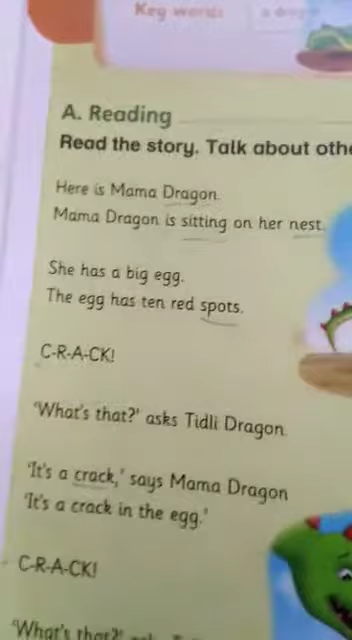 Key words
A. Reading
Read the story. Talk about
Here is Mama Dragon.
Mama Dragon is sitting on her nest.
She has a big egg.
The egg has ten red spots.
C-R-A-CK!
'What's that?' asks Tidli Dragon.
'It's a crack,' says Mama Dragon
'It's a crack in the egg.'
C-R-A-CK!
'What's that?'